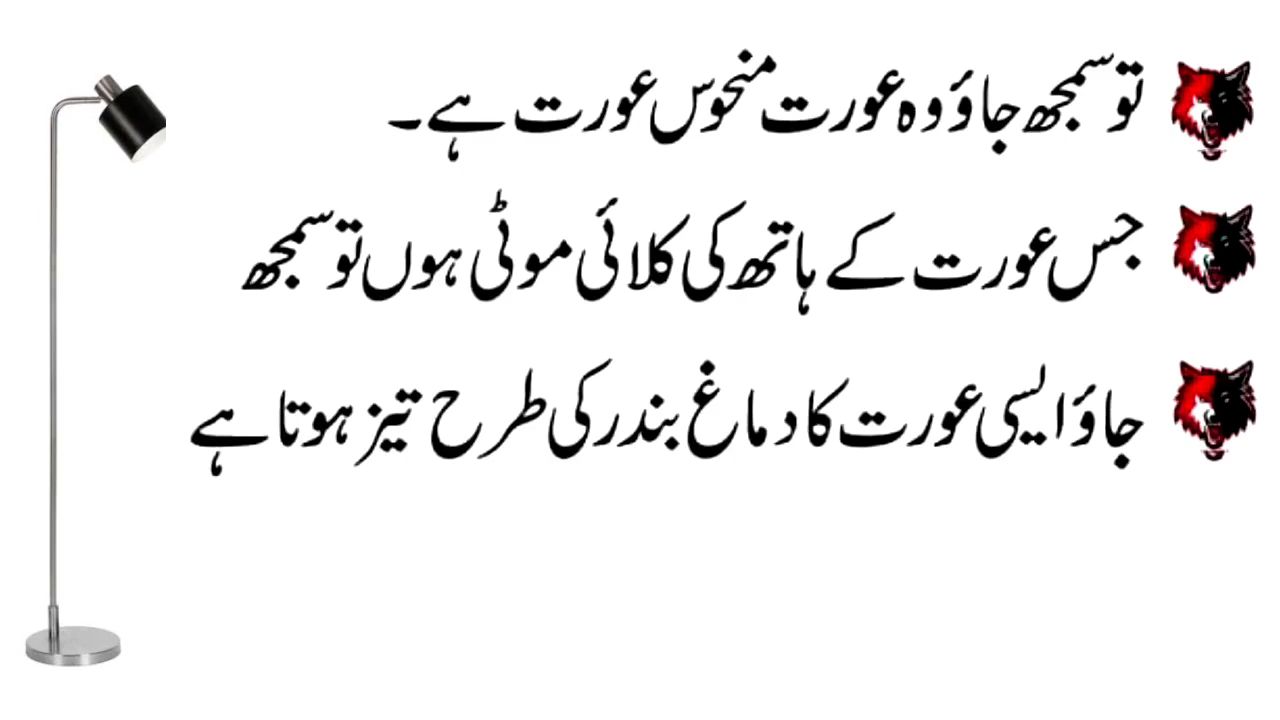 تو سمجھ جاؤ وہ عورت منحوس عورت ہے۔
جس عورت کے ہاتھ کی کلائی موٹی ہوں تو سمجھ
جاؤ ایسی عورت کا دماغ بندر کی طرح تیز ہوتا ہے